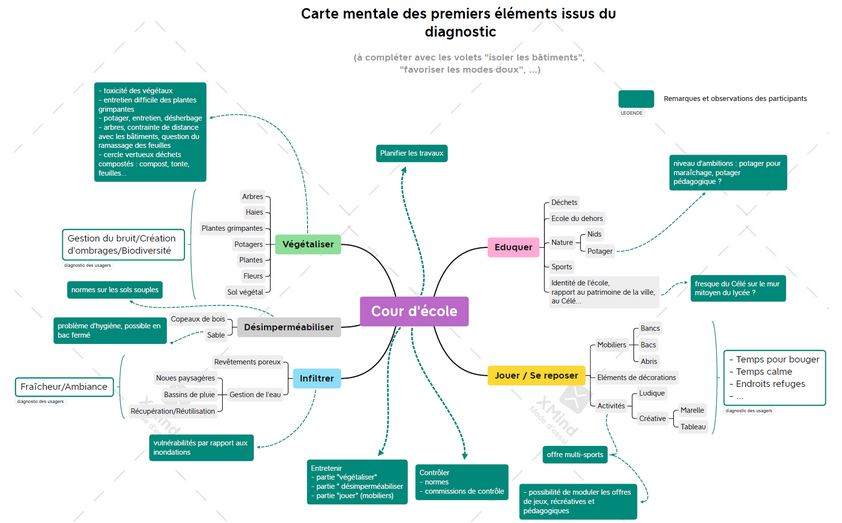 Carte mentale des premiers éléments issus du
diagnostic
(à compléter avec les volets "isoler les bâtiments",
"favoriser les modes doux", ...)
Remarques et observations des participants
LEGENDE
- toxicité des végétaux
- entretien difficile des plantes
grimpantes
- potager, entretien, désherbage
- arbres, contrainte de distance
avec les bâtiments, question du
ramassage des feuilles
- cercle vertueux déchets
compostés : compost, tonte,
feuilles...
Planifier les travaux
niveau d'ambitions : potager pour
maraîchage, potager
pédagogique ?
Arbres
Haies
Plantes grimpantes
Potagers
Plantes
Fleurs
Sol végétal
Végétaliser
Gestion du bruit/Création
d'ombrages/Biodiversité
diagnostic des usagers
normes sur les sols souples
Copeaux de bois
Sable
Désimperméabiliser
problème d'hygiène, possible en
bac fermé
Revêtements poreux
Noues paysagères
Bassins de pluie
Récupération/Réutilisation
Gestion de l'eau
Infiltrer
Fraîcheur/Ambiance
diagnostic des usagers
vulnérabilités par rapport aux
inondations
Cour d'école
Eduquer
Déchets
Ecole du dehors
Nature
Nids
Potager
Sports
Identité de l'école,
rapport au patrimoine de la ville,
au Célé...
fresque du Célé sur le mur
mitoyen du lycée ?
Jouer / Se reposer
Mobiliers
Bancs
Bacs
Abris
Eléments de décorations
Activités
Ludique
Créative
Marelle
Tableau
- Temps pour bouger
- Temps calme
- Endroits refuges
- ...
diagnostic des usagers
offre multi-sports
- possibilité de moduler les offres
de jeux, récréatives et
pédagogiques
Entretenir
- partie "végétaliser"
- partie " désimperméabiliser
- partie "jouer" (mobiliers)
Contrôler
- normes
- commissions de contrôle
XMind
Mode d'essai
XMind
Mode d'essai